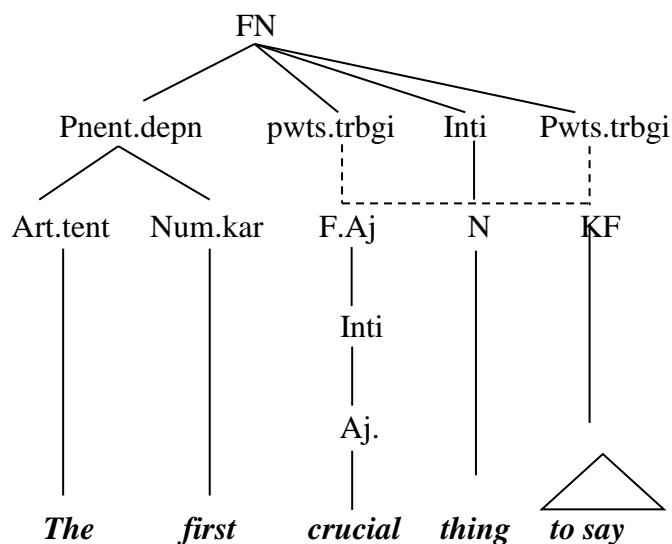 FN
Pnent.depn pwts.trbgi Inti Pwts.trbgi
Art.tent Num.kar F.Aj N KF
Inti
Aj.
The first crucial thing to say